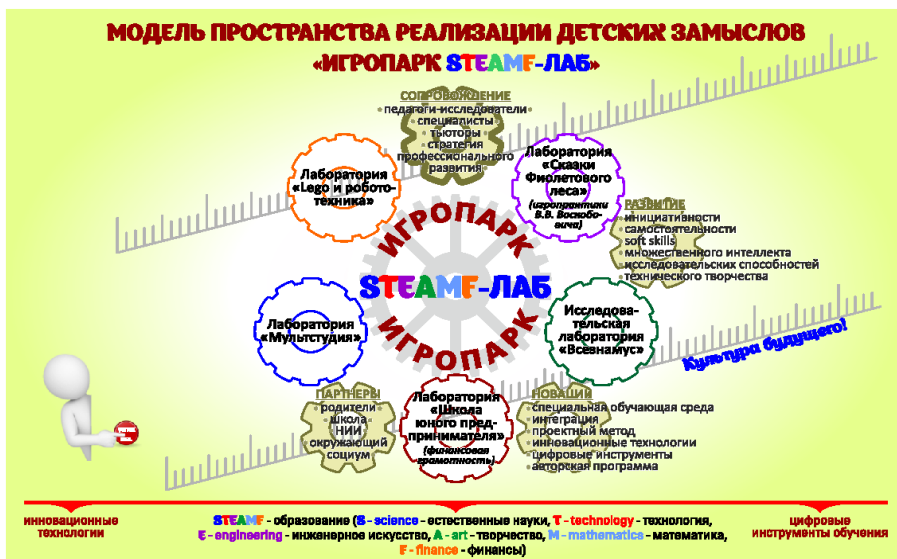 МОДЕЛЬ ПРОСТРАНСТВА РЕАЛИЗАЦИИ ДЕТСКИХ ЗАМЫСЛОВ
«ИГРОПАРК STEAMF-ЛАБ»
СОПРОВОЖДЕНИЕ
• педагоги-исследователи
• специалисты
• тьюторы
• стратегия
профессионального
развития
Лаборатория
«Lego и робото-
техника»
Лаборатория
«Сказки
Фиолетового
леса»
(игропрактики
В.В. Воскобо-
вича)
РАЗВИТИЕ
• инициативности
• самостоятельности
• soft skills
• множественного интеллекта
• исследовательских способностей
• технического творчества
ИГРОПАРК
STEAMF-ЛАБ
ИГРОПАРК
Лаборатория
«Мультстудия»
Исследова-
тельская
лаборатория
«Всевнамус»
Культура будущего!
ПАРТНЕРЫ
• родители
• школа
• НИИ
• окружающий
социум
Лаборатория
«Школа
юного пред-
принимателя»
(финансовая
грамотность)
НОВАЦИИ
• специальная обучающая среда
• интеграция
• проектный метод
• инновационные технологии
• цифровые инструменты
• авторская программа
инновационные
технологии
STEAMF - образование (S - science - естественные науки, T - technology - технология,
E - engineering - инженерное искусство, A - art - творчество, M - mathematics - математика,
F - finance - финансы)
цифровые
инструменты обучения